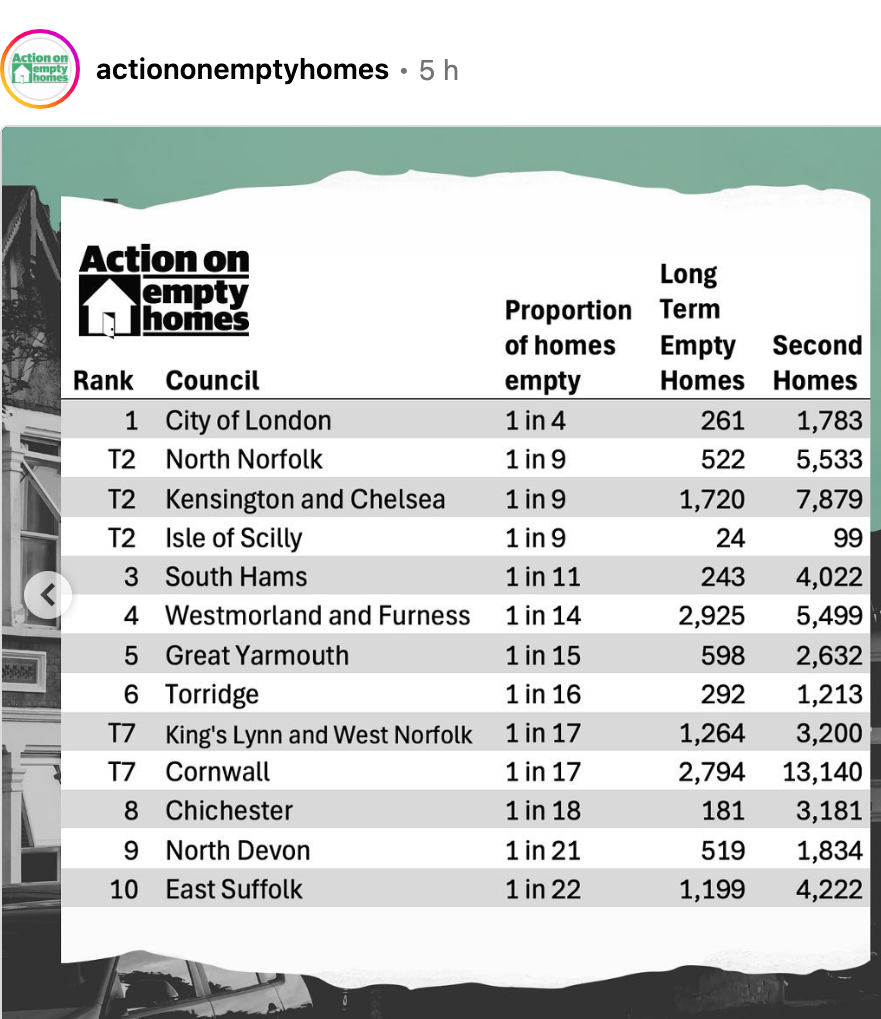 Action on
empty
homes
actiononemptyhomes • 5 h
Action on
empty
homes
Rank Council Proportion of homes empty Long Term Empty Homes Second Homes
1 City of London 1 in 4 261 1,783
T2 North Norfolk 1 in 9 522 5,533
T2 Kensington and Chelsea 1 in 9 1,720 7,879
T2 Isle of Scilly 1 in 9 24 99
3 South Hams 1 in 11 243 4,022
4 Westmorland and Furness 1 in 14 2,925 5,499
5 Great Yarmouth 1 in 15 598 2,632
6 Torridge 1 in 16 292 1,213
T7 King's Lynn and West Norfolk 1 in 17 1,264 3,200
T7 Cornwall 1 in 17 2,794 13,140
8 Chichester 1 in 18 181 3,181
9 North Devon 1 in 21 519 1,834
10 East Suffolk 1 in 22 1,199 4,222